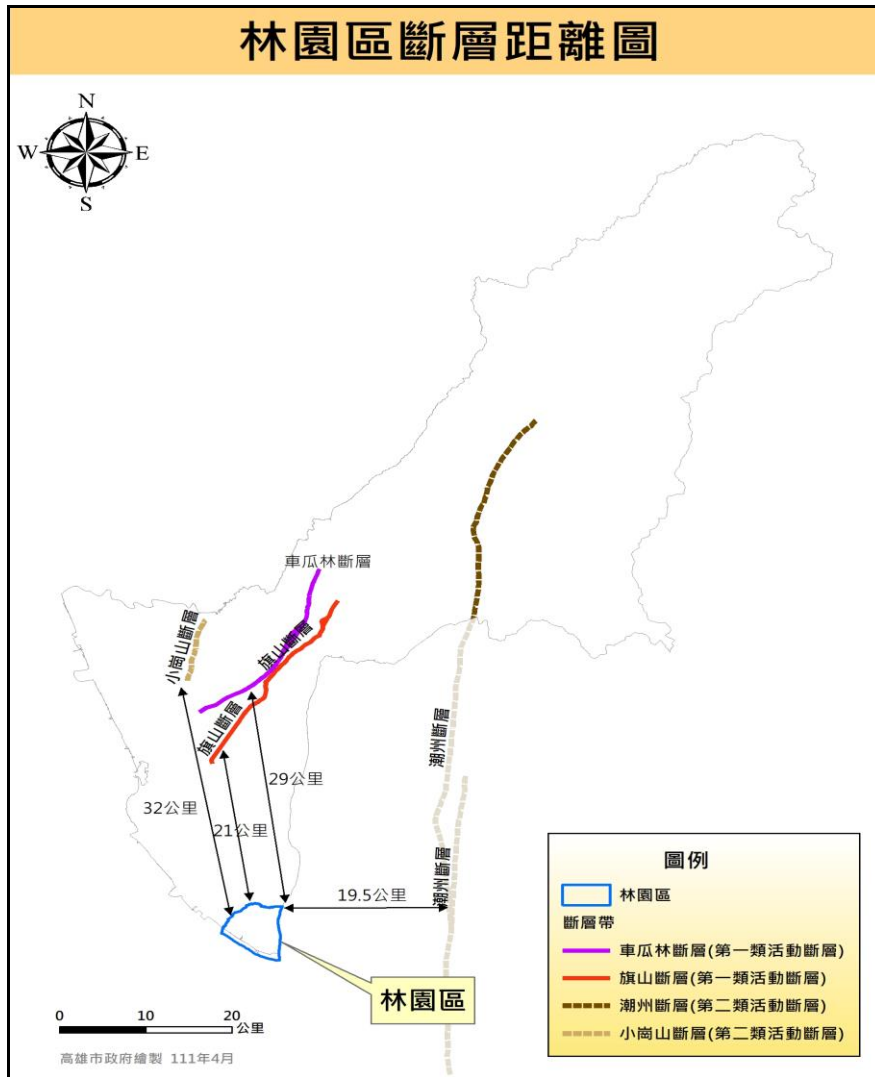 林園區斷層距離圖
N
W
E
S
車瓜林斷層
小崗山斷層
旗山斷層
旗山斷層
潮州斷層
29公里
32公里
21公里
潮州斷層
19.5公里
林園區
圖例
林園區
斷層帶
車瓜林斷層(第一類活動斷層)
旗山斷層(第一類活動斷層)
潮州斷層(第二類活動斷層)
小崗山斷層(第二類活動斷層)
0 10 20
公里
高雄市政府繪製 111年4月